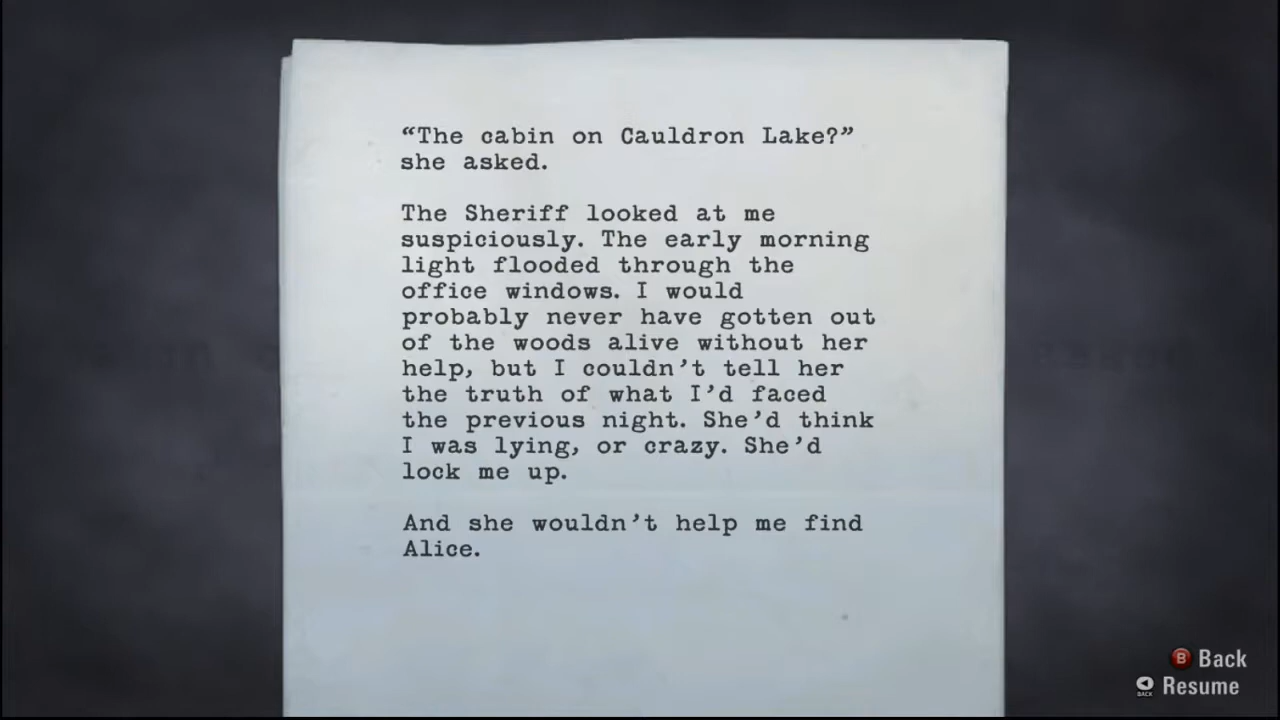 “The cabin on Cauldron Lake?”
she asked.
The Sheriff looked at me
suspiciously. The early morning
light flooded through the
office windows. I would
probably never have gotten out
of the woods alive without her
help, but I couldn’t tell her
the truth of what I’d faced
the previous night. She’d think
I was lying, or crazy. She’d
lock me up.
And she wouldn’t help me find
Alice.
B Back
BACK Resume